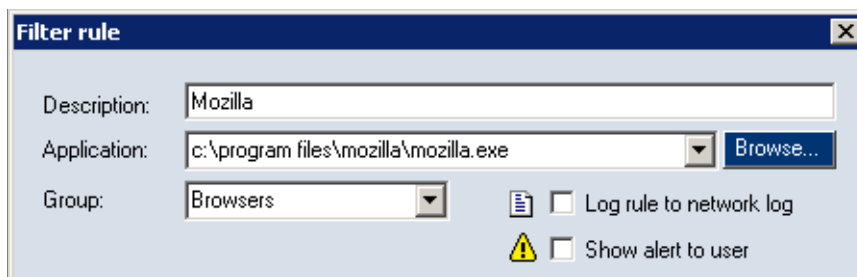 Filter rule
Description: Mozilla
Application: c:\program files\mozilla\mozilla.exe Browse...
Group: Browsers Log rule to network log
Show alert to user